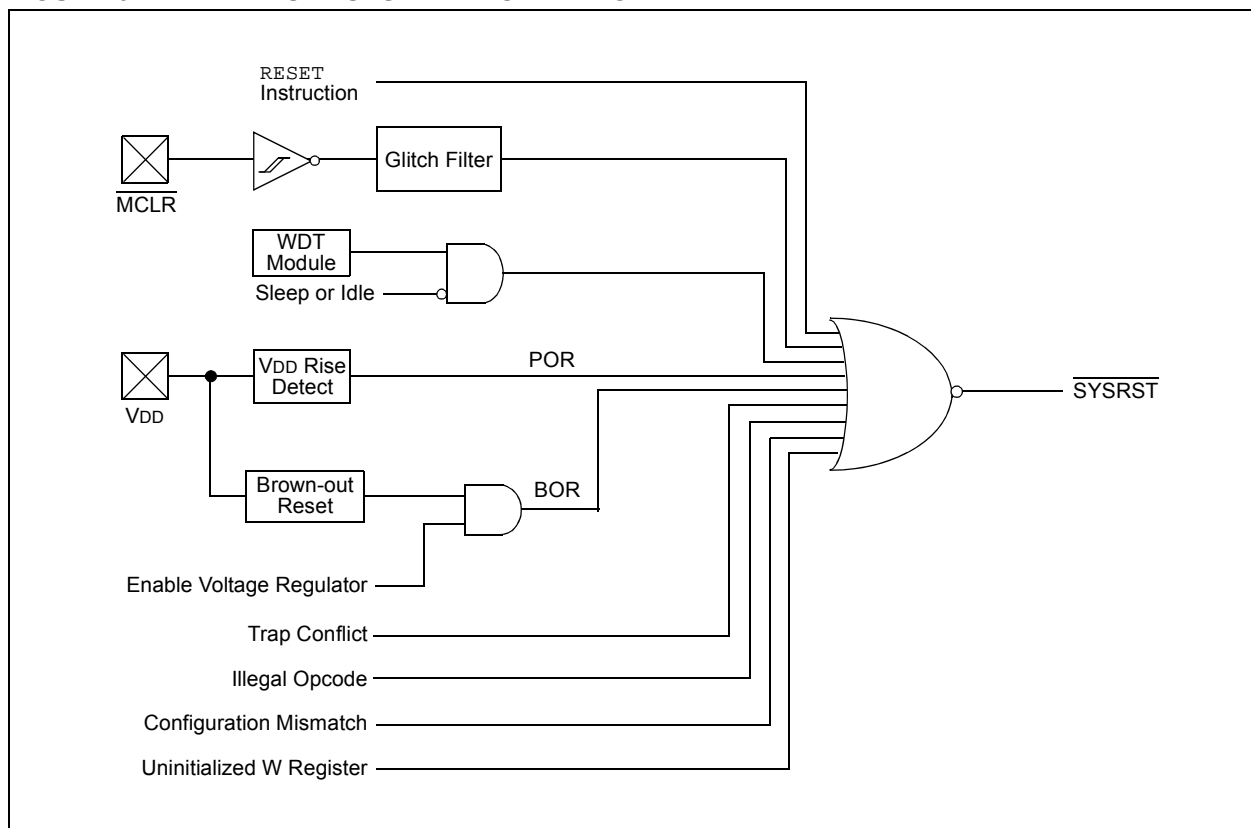 RESET
Instruction
Glitch Filter
MCLR
WDT
Module
Sleep or Idle
VDD Rise
Detect
POR
VDD
SYSRST
Brown-out
Reset
BOR
Enable Voltage Regulator
Trap Conflict
Illegal Opcode
Configuration Mismatch
Uninitialized W Register